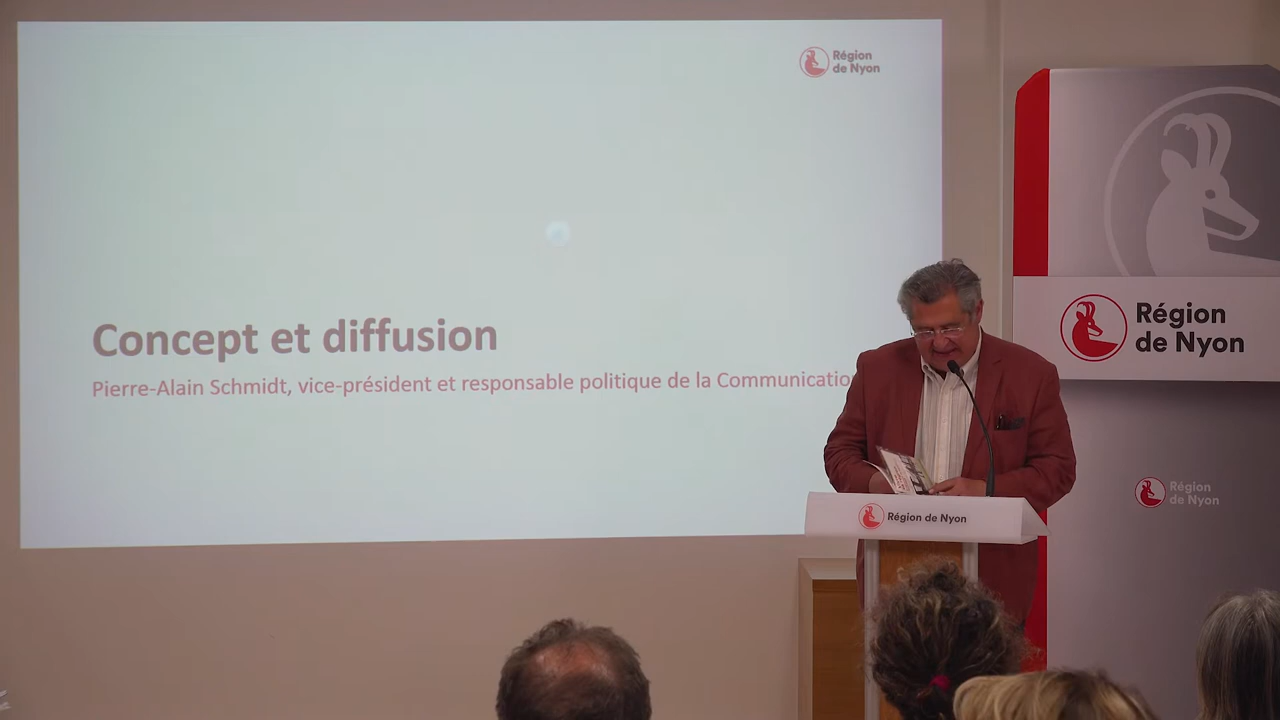 Région
de Nyon
Concept et diffusion
Pierre-Alain Schmidt, vice-président et responsable politique de la Communicatio
Région
de Nyon
Région
de Nyon
Région de Nyon